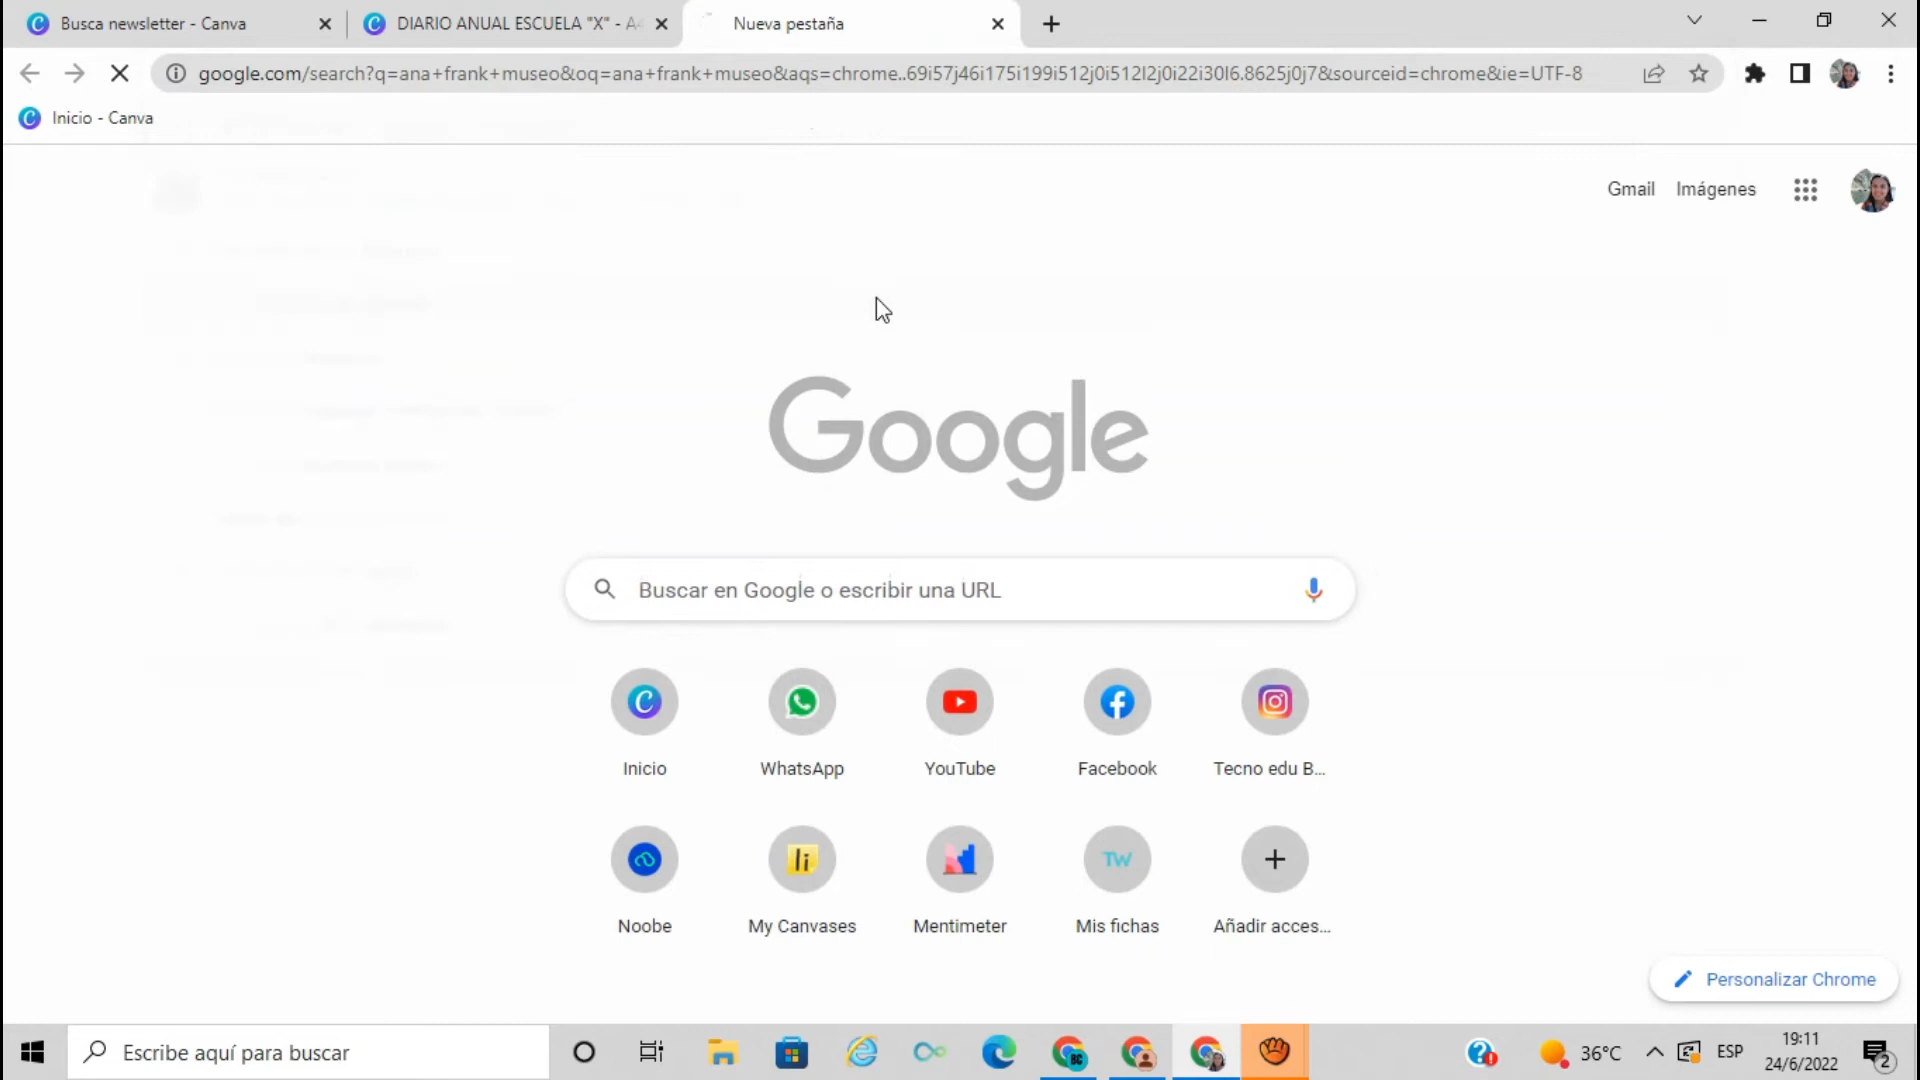 Busca newsletter - Canva
DIARIO ANUAL ESCUELA "X" - A4
Nueva pestaña
google.com/search?q=ana+frank+museo&oq=ana+frank+museo&aqs=chrome..69i57j46i175i199i512j0i512l2j0i22i30l6.8625j0j7&sourceid=chrome&ie=UTF-8
Inicio - Canva
Gmail Imágenes
Google
Buscar en Google o escribir una URL
Inicio WhatsApp YouTube Facebook Tecno edu B...
Noobe My Canvases Mentimeter Mis fichas Añadir acces...
Personalizar Chrome
Escribe aquí para buscar
36°C
ESP
19:11
24/6/2022
2